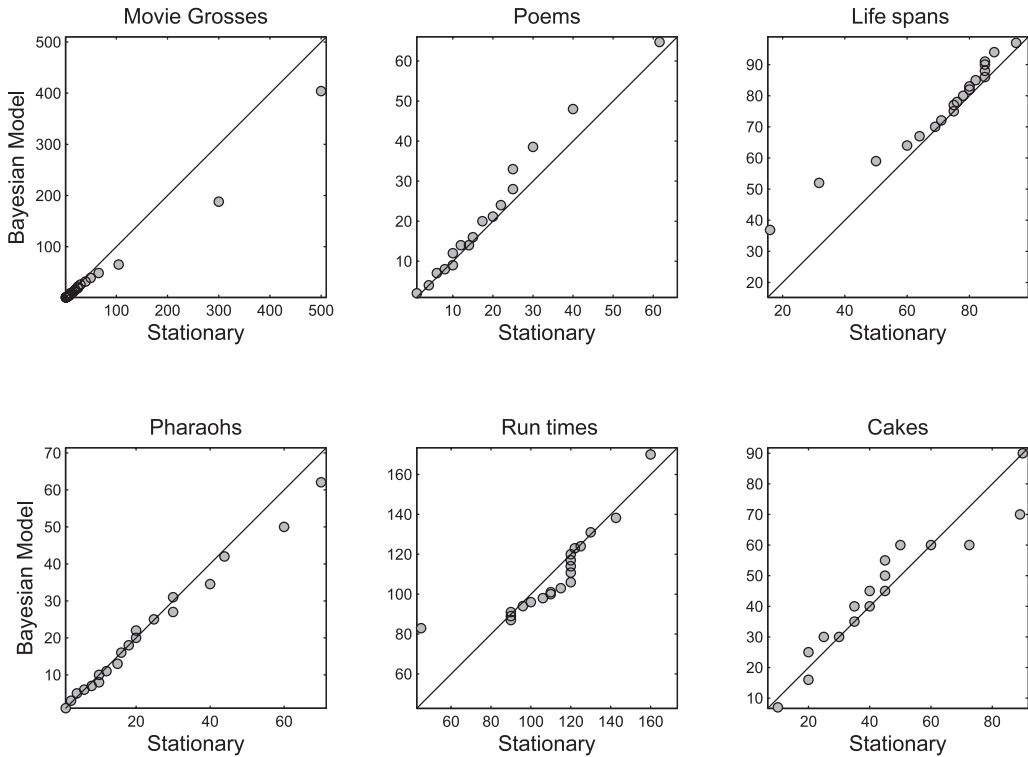 Movie Grosses
Poems
Life spans
Bayesian Model
500
400
300
200
100
100 200 300 400 500
Stationary
60
50
40
30
20
10
10 20 30 40 50 60
Stationary
90
80
70
60
50
40
30
20
20 40 60 80
Stationary
Pharaohs
Run times
Cakes
Bayesian Model
70
60
50
40
30
20
10
20 40 60
Stationary
160
140
120
100
80
60
60 80 100 120 140 160
Stationary
90
80
70
60
50
40
30
20
10
20 40 60 80
Stationary